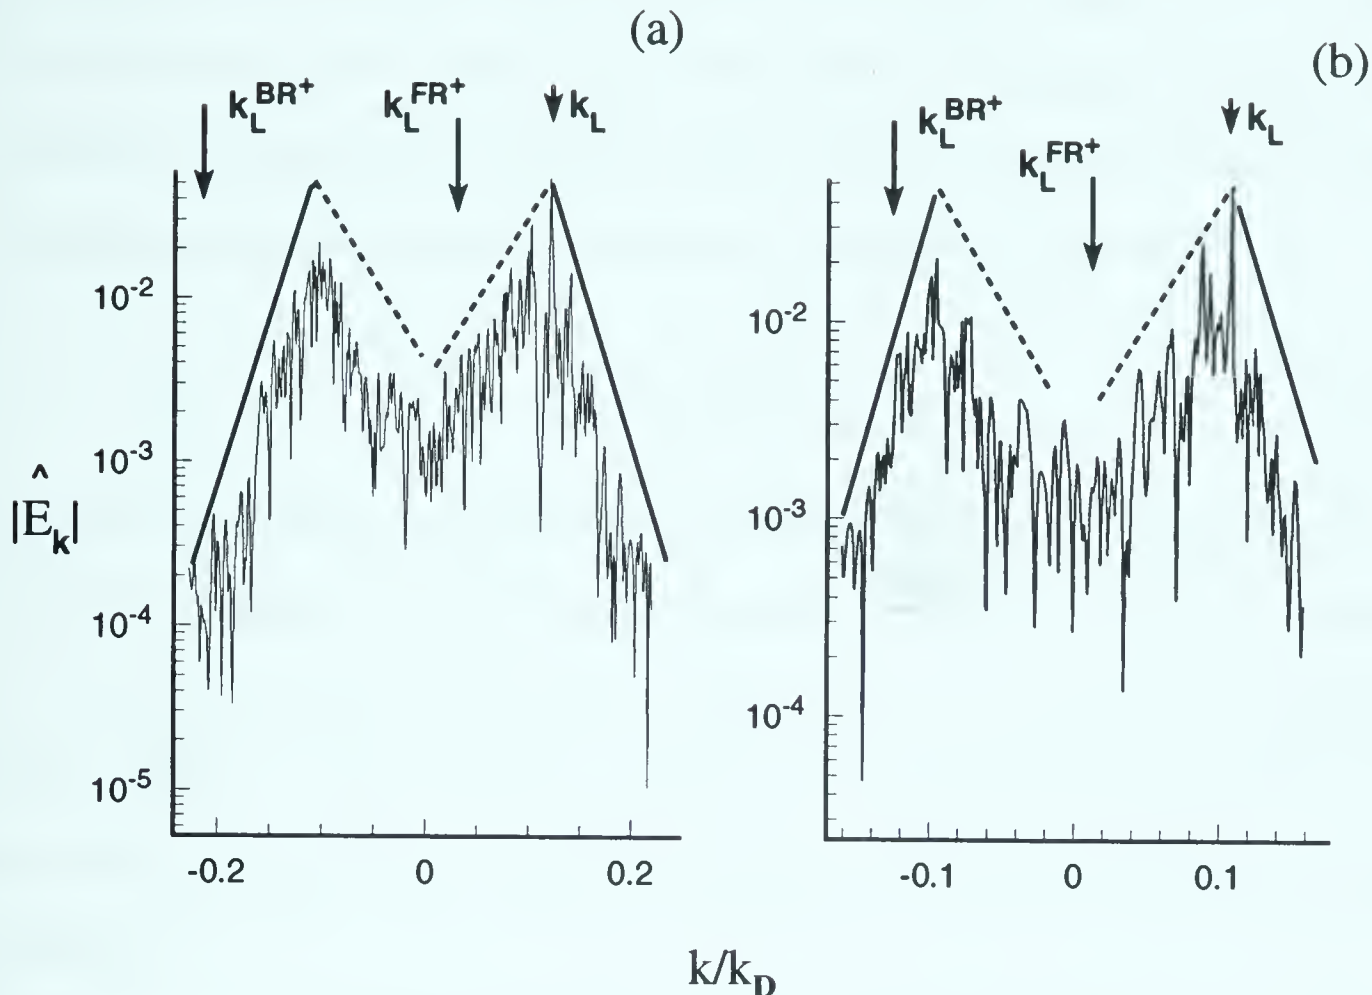 (a)
(b)
k_L^{BR+}
k_L^{FR+}
k_L
k_L^{BR+}
k_L^{FR+}
k_L
10^{-2}
10^{-3}
10^{-4}
10^{-5}
|Ê_k|
-0.2 0 0.2
10^{-2}
10^{-3}
10^{-4}
-0.1 0 0.1
k/k_D